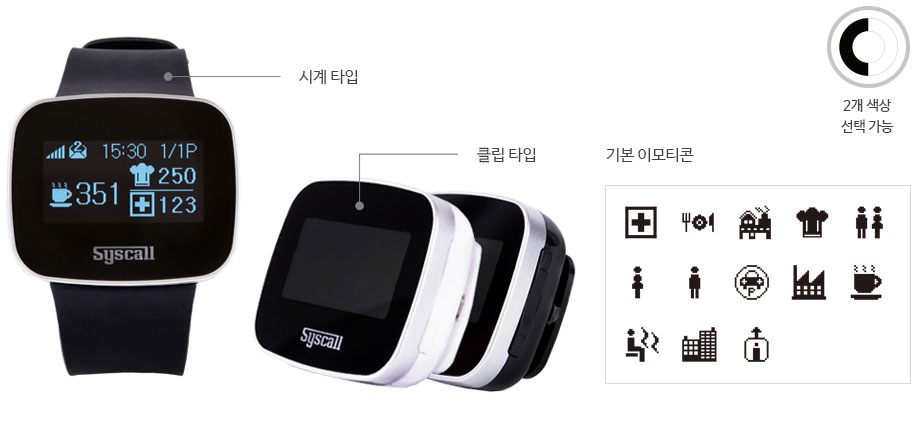 시계 타입
2
15:30 1/1P
351
250
123
Syscall
클립 타입
Syscall
2개 색상
선택 가능
기본 이모티콘
P